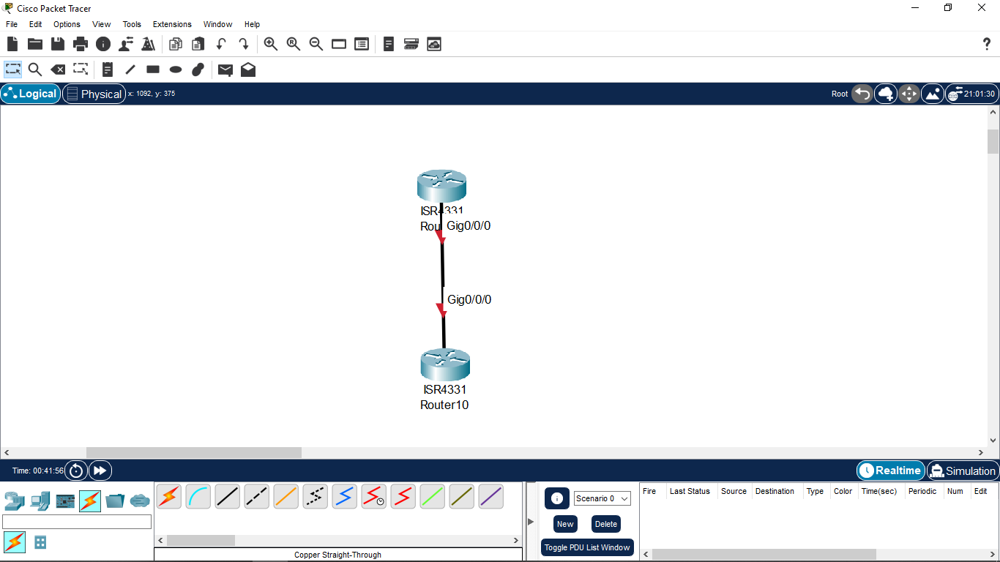 Cisco Packet Tracer
File Edit Options View Tools Extensions Window Help
R
?
Logical Physical x: 1092, y: 375 Root 21:01:30
ISR4331
Rou Gig0/0/0
Gig0/0/0
ISR4331
Router10
Time: 00:41:56 Realtime Simulation
Scenario 0
New Delete
Toggle PDU List Window
Fire Last Status Source Destination Type Color Time(sec) Periodic Num Edit
Copper Straight-Through